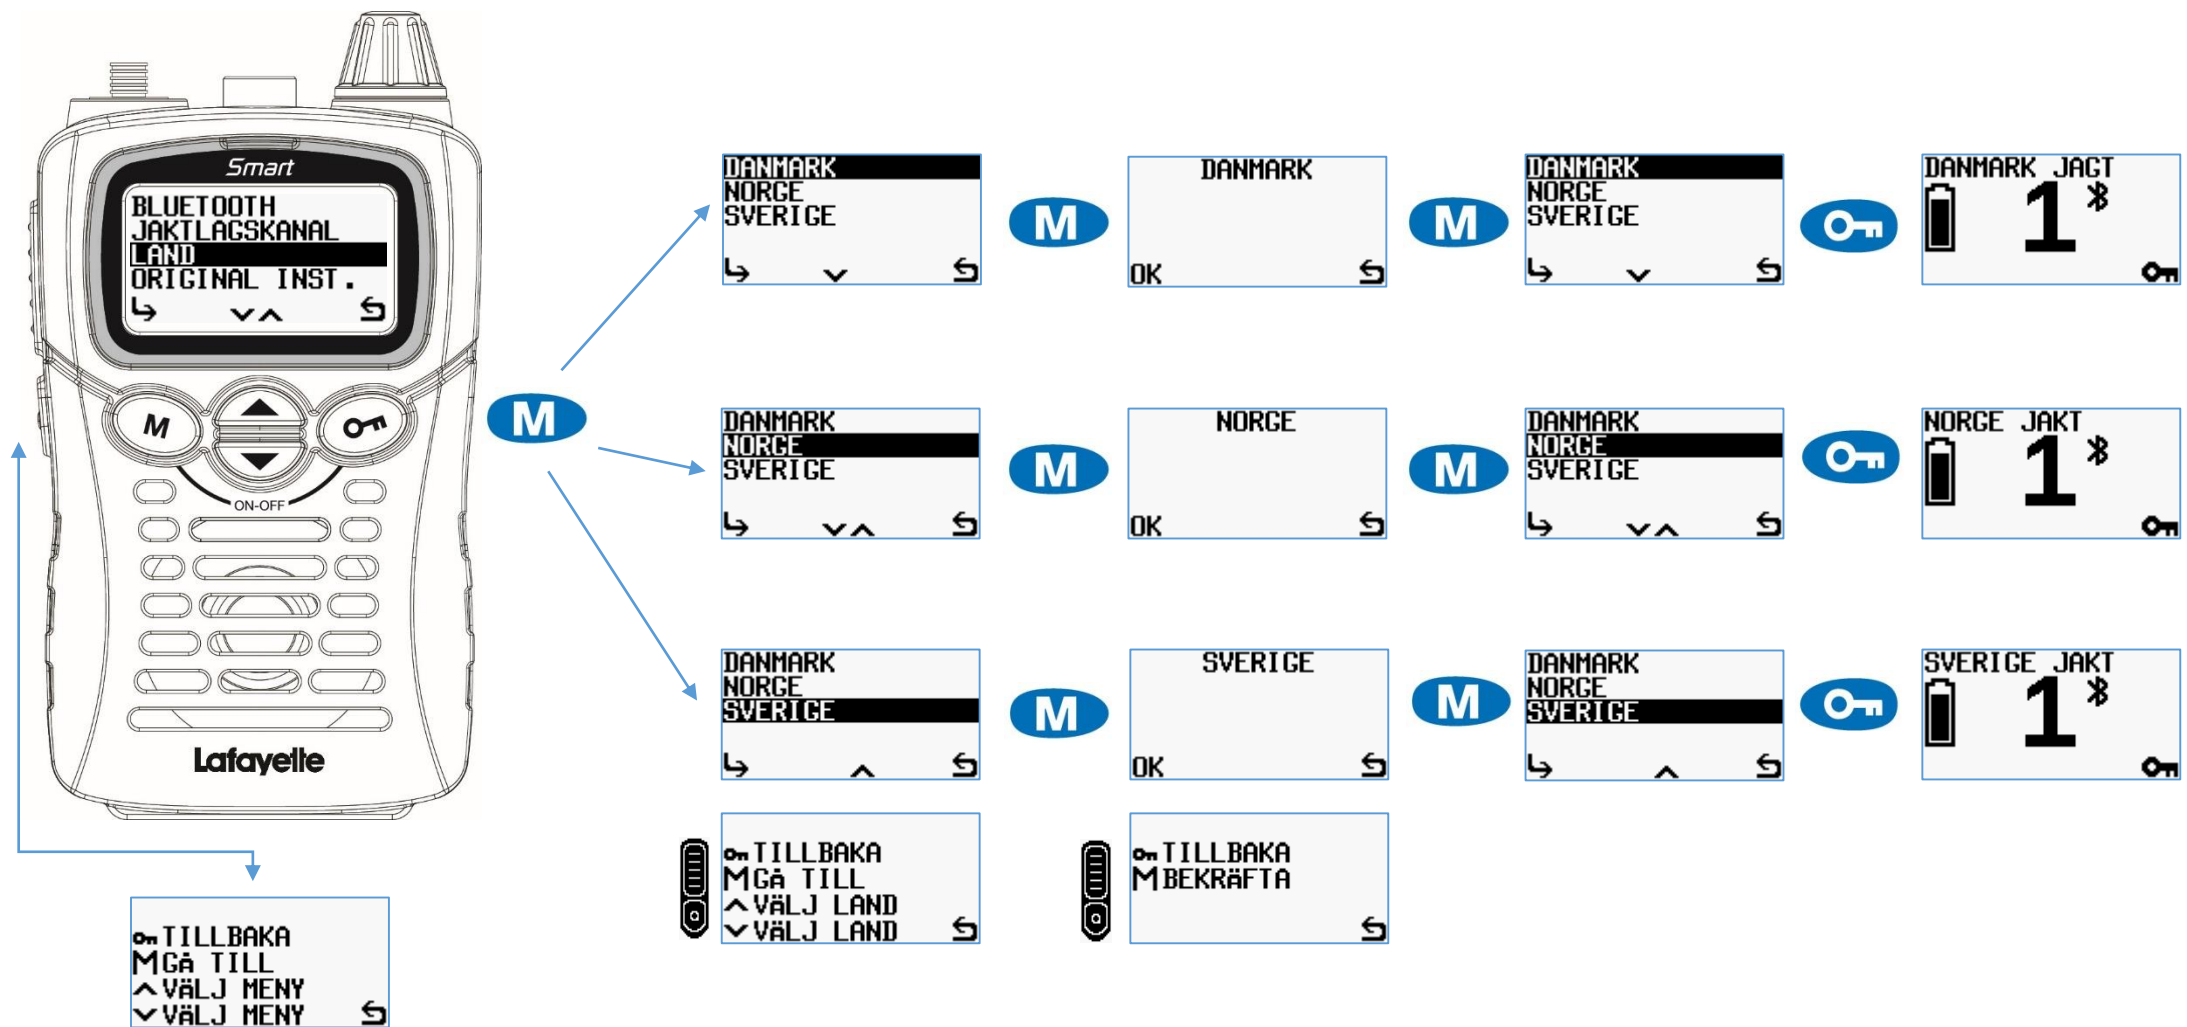 Smart
BLUETOOTH
JAKTLAGSKANAL
LAND
ORIGINAL INST.
M
ON-OFF
Lafayette
TILLBAKA
M GÅ TILL
VÄLJ MENY
VÄLJ MENY
M
DANMARK
NORGE
SVERIGE
M
DANMARK
OK
M
DANMARK
NORGE
SVERIGE
DANMARK JAGT
1
DANMARK
NORGE
SVERIGE
M
NORGE
OK
M
DANMARK
NORGE
SVERIGE
NORGE JAKT
1
DANMARK
NORGE
SVERIGE
M
SVERIGE
OK
M
DANMARK
NORGE
SVERIGE
SVERIGE JAKT
1
TILLBAKA
M GÅ TILL
VÄLJ LAND
VÄLJ LAND
TILLBAKA
M BEKRÄFTA